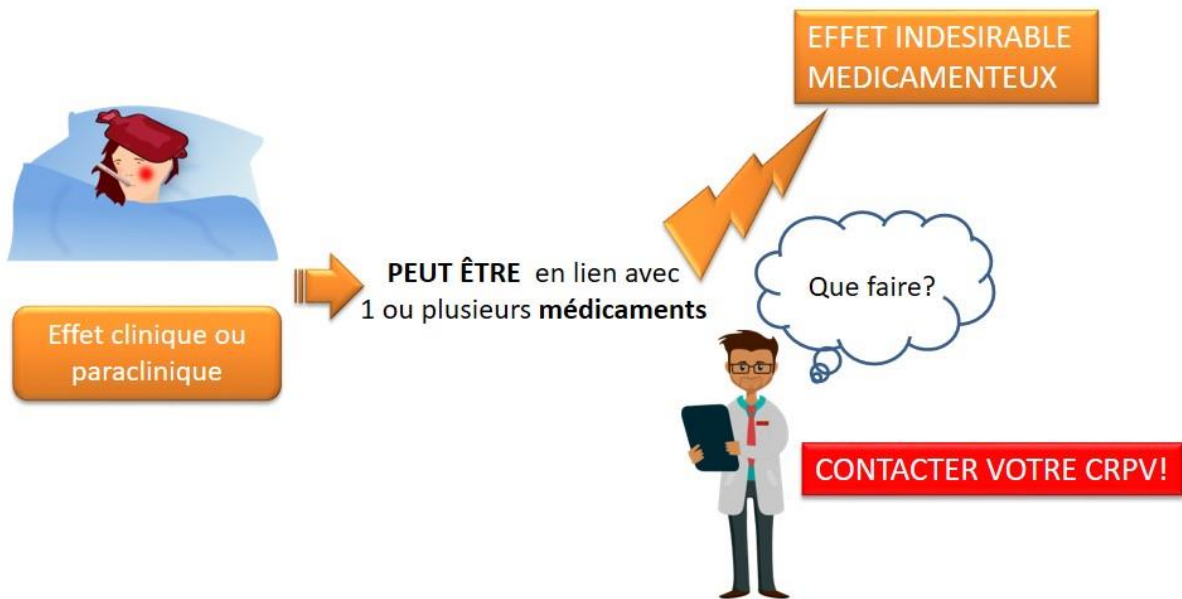 EFFET INDESIRABLE
MEDICAMENTEUX
Effet clinique ou
paraclinique
PEUT ÊTRE en lien avec
1 ou plusieurs médicaments
Que faire?
CONTACTER VOTRE CRPV!